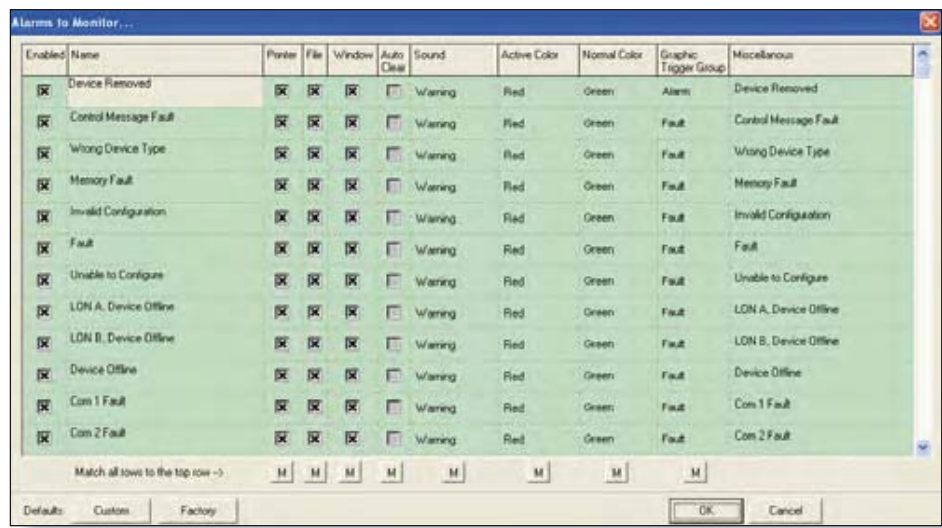 Alarms to Monitor...
Enabled Name Printer File Window Auto Clear Sound Active Color Normal Color Graphic Trigger Group Miscellanous
Device Removed Warning Red Green Alarm Device Removed
Control Message Fault Warning Red Green Fault Control Message Fault
Wrong Device Type Warning Red Green Fault Wrong Device Type
Memory Fault Warning Red Green Fault Memory Fault
Invalid Configuration Warning Red Green Fault Invalid Configuration
Fault Warning Red Green Fault Fault
Unable to Configure Warning Red Green Fault Unable to Configure
LON A, Device Offline Warning Red Green Fault LON A, Device Offline
LON B, Device Offline Warning Red Green Fault LON B, Device Offline
Device Offline Warning Red Green Fault Device Offline
Com 1 Fault Warning Red Green Fault Com 1 Fault
Com 2 Fault Warning Red Green Fault Com 2 Fault
Match all rows to the top row --> M M M M M M M M
Defaults: Custom Factory OK Cancel